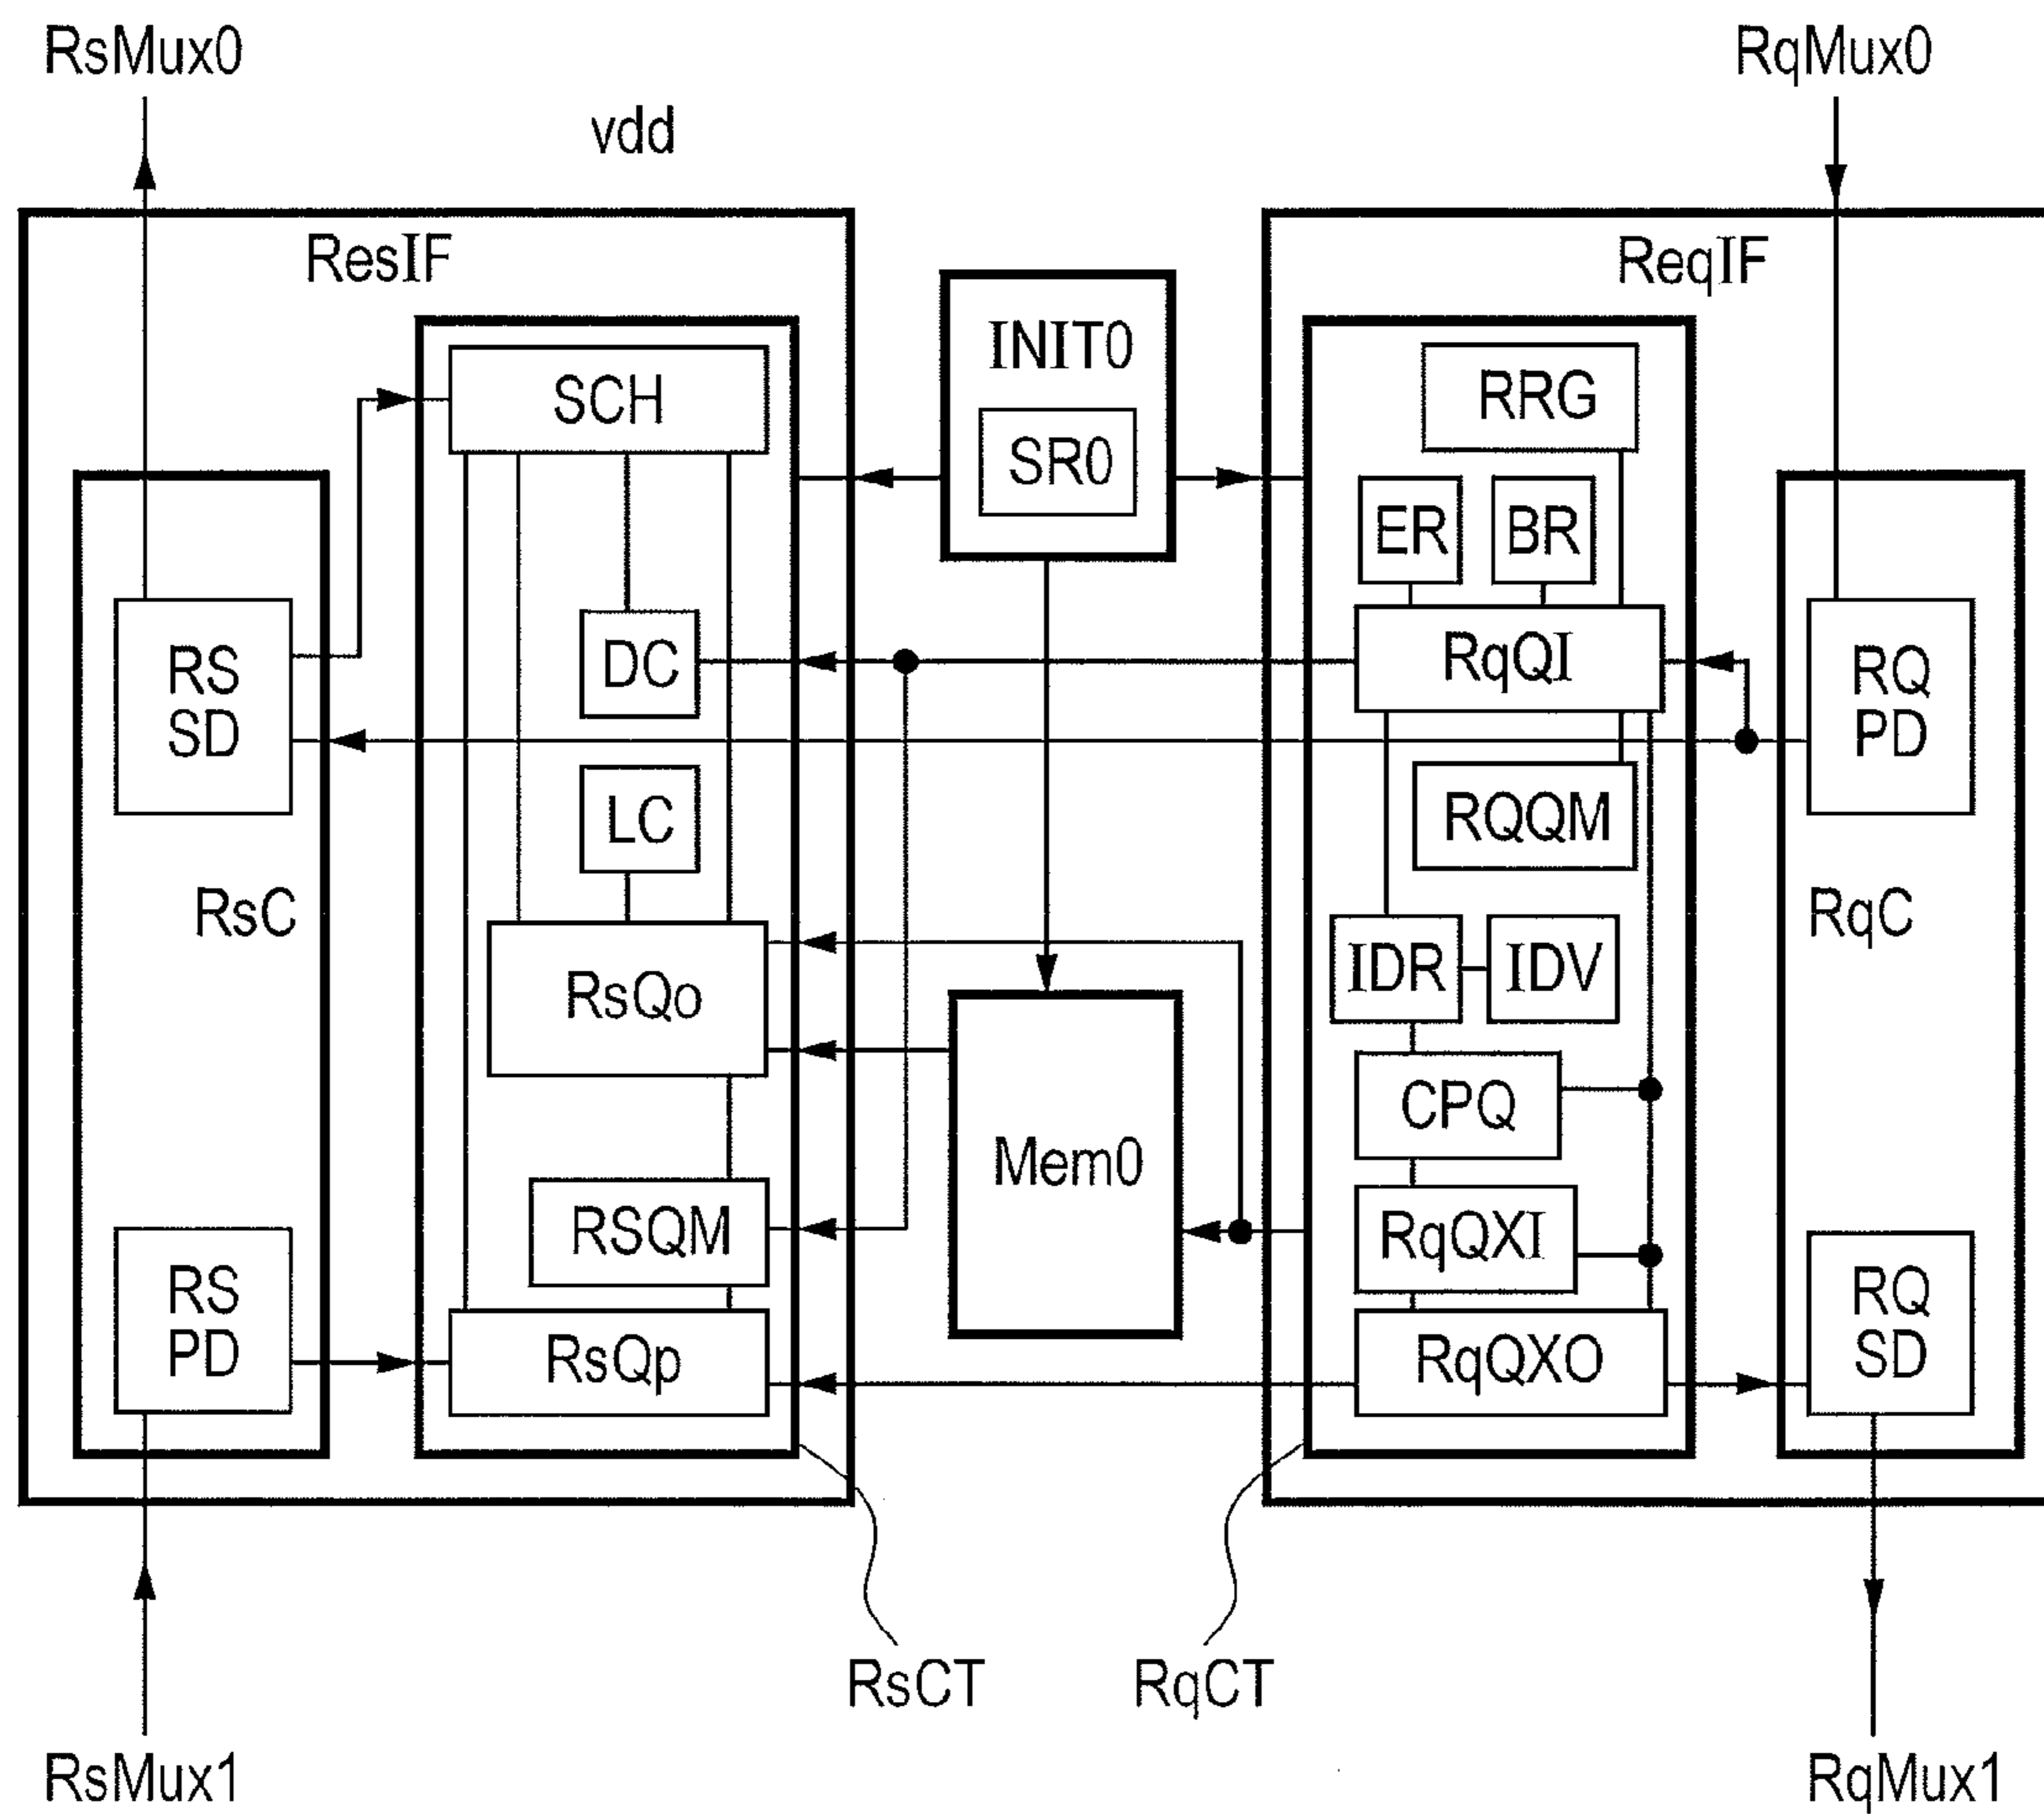 RsMux0
RqMux0
vdd
ResIF
ReqIF
INIT0
SR0
SCH
RRG
ER
BR
RS
SD
DC
RqQI
RQ
PD
LC
RQQM
RsC
RqC
RsQo
IDR
IDV
CPQ
Mem0
RSQM
RqQXI
RS
PD
RsQp
RqQXO
RQ
SD
RsCT
RqCT
RsMux1
RqMux1